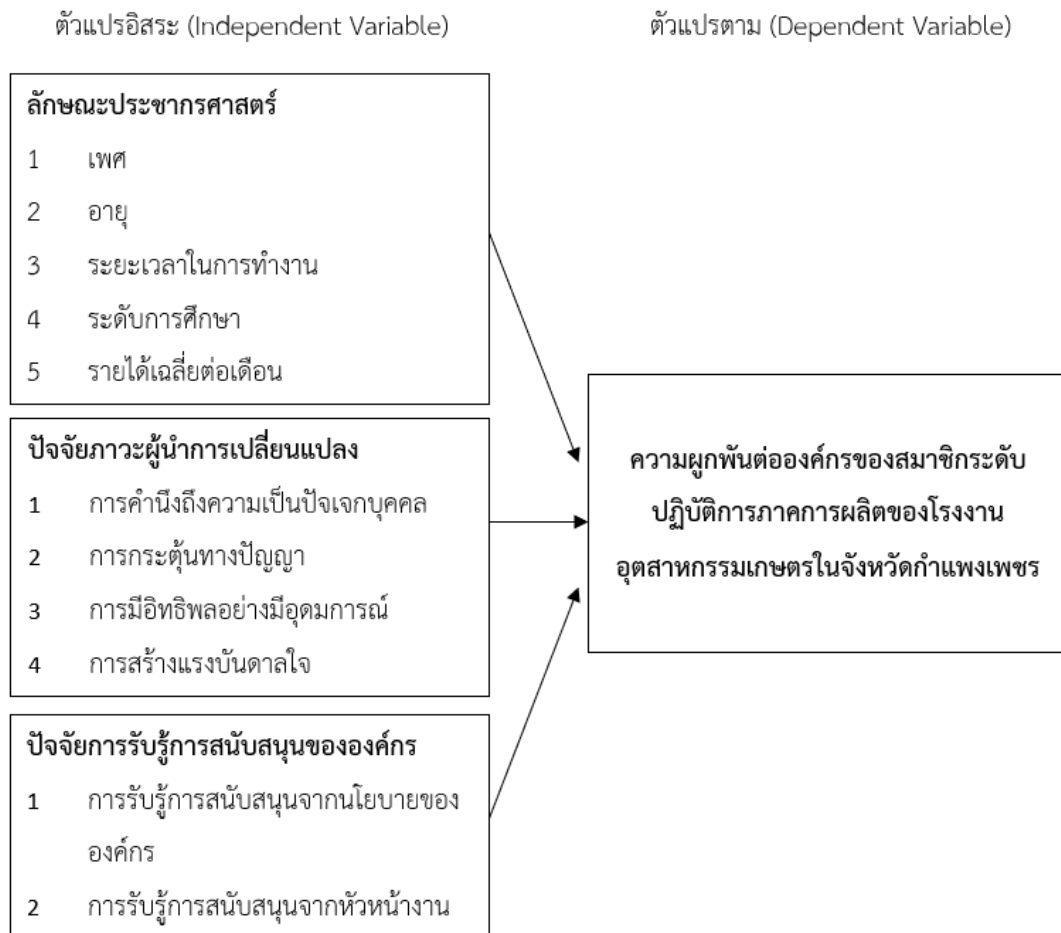 ตัวแปรอิสระ (Independent Variable)
ตัวแปรตาม (Dependent Variable)
ลักษณะประชากรศาสตร์
1 เพศ
2 อายุ
3 ระยะเวลาในการทำงาน
4 ระดับการศึกษา
5 รายได้เฉลี่ยต่อเดือน
ปัจจัยภาวะผู้นำการเปลี่ยนแปลง
1 การคำนึงถึงความเป็นปัจเจกบุคคล
2 การกระตุ้นทางปัญญา
3 การมีอิทธิพลอย่างมีอุดมการณ์
4 การสร้างแรงบันดาลใจ
ปัจจัยการรับรู้การสนับสนุนขององค์กร
1 การรับรู้การสนับสนุนจากนโยบายของ
องค์กร
2 การรับรู้การสนับสนุนจากหัวหน้างาน
ความผูกพันต่อองค์กรของสมาชิกระดับ
ปฏิบัติการภาคการผลิตของโรงงาน
อุตสาหกรรมเกษตรในจังหวัดกำแพงเพชร